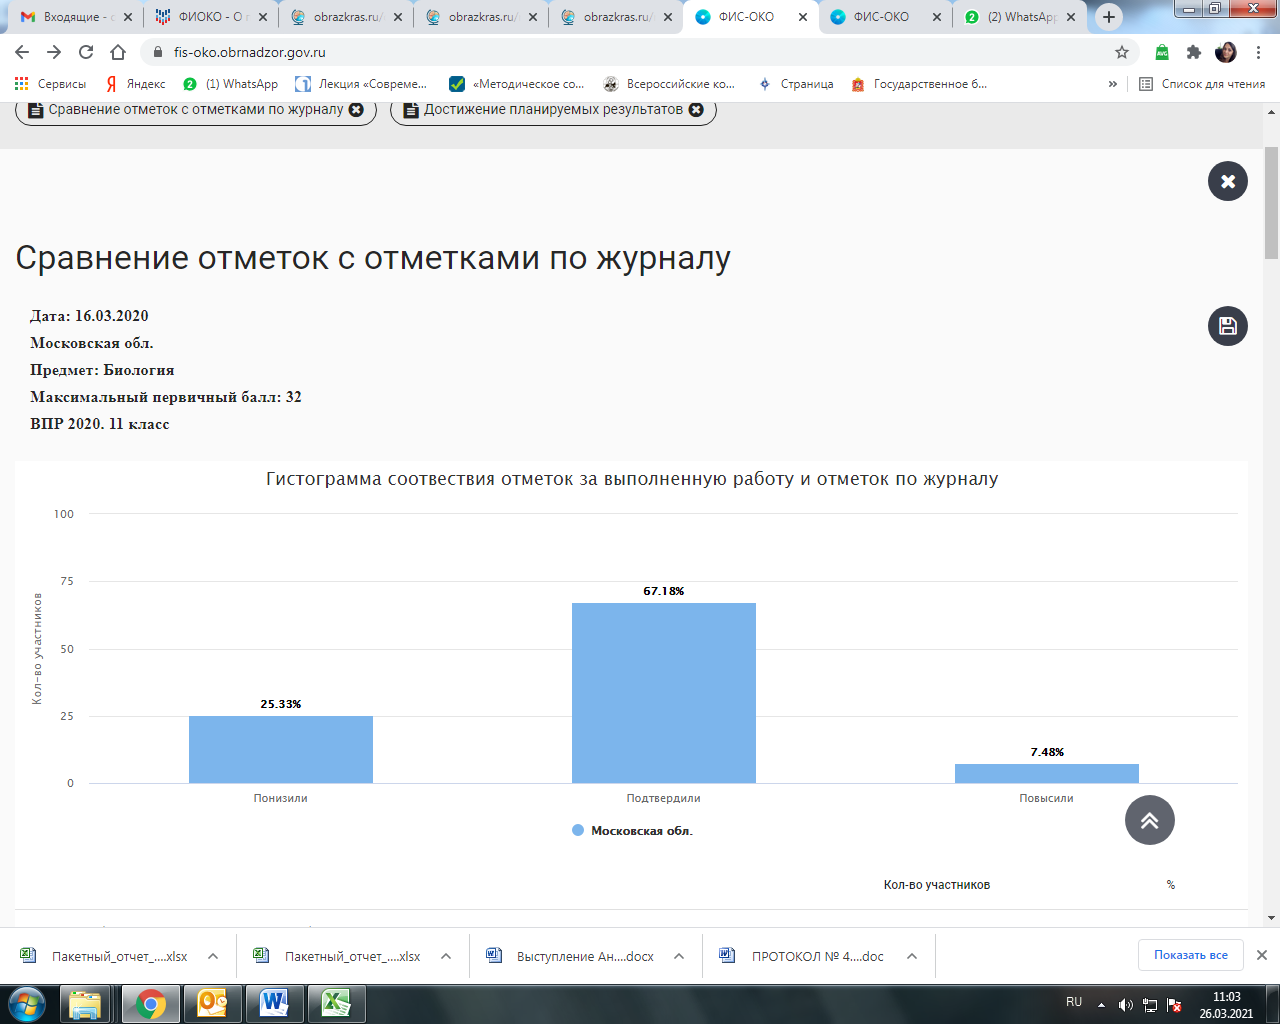 Входящие -
ФИОКО - О
obrazkras.ru/
obrazkras.ru/
obrazkras.ru/
ФИС-ОКО
ФИС-ОКО
(2) WhatsApp
fis-oko.obrnadzor.gov.ru
Сервисы Яндекс (1) WhatsApp Лекция «Совреме... «Методическое со... Всероссийские ко... Страница Государственное б... » Список для чтения
Сравнение отметок с отметками по журналу Достижение планируемых результатов
Сравнение отметок с отметками по журналу
Дата: 16.03.2020
Московская обл.
Предмет: Биология
Максимальный первичный балл: 32
ВПР 2020. 11 класс
Гистограмма соотвествия отметок за выполненную работу и отметок по журналу
Кол-во участников
100
75
50
25
0
25.33%
67.18%
7.48%
Понизили Подтвердили Повысили
Московская обл.
Кол-во участников %
Пакетный_отчет_....xlsx Пакетный_отчет_....xlsx Выступление Ан....docx ПРОТОКОЛ № 4....doc Показать все
RU 11:03
26.03.2021